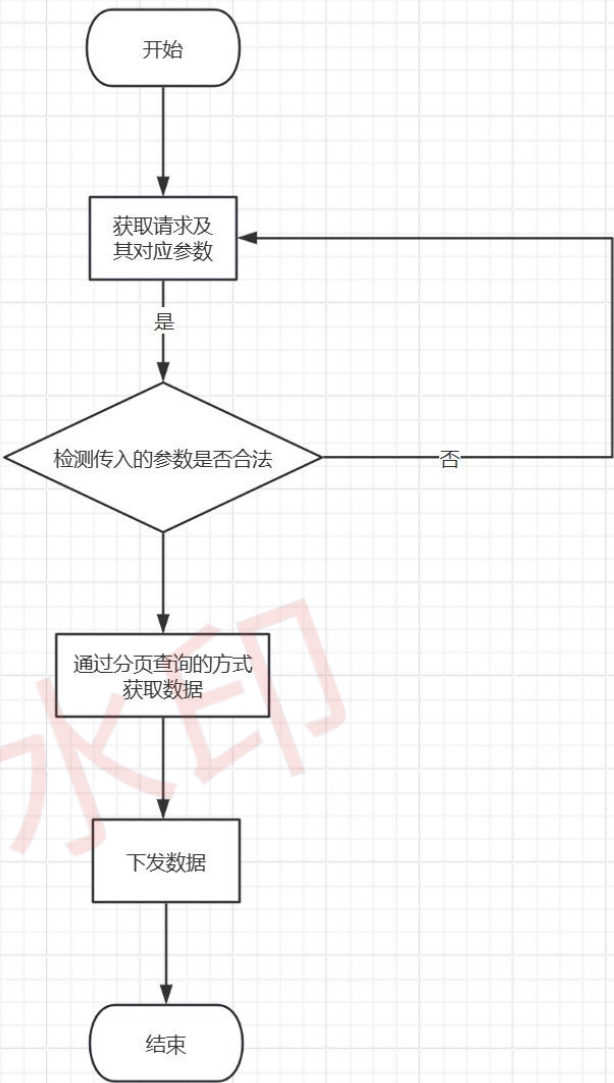 开始
获取请求及
其对应参数
是
检测传入的参数是否合法
否
通过分页查询的方式
获取数据
水印
下发数据
结束